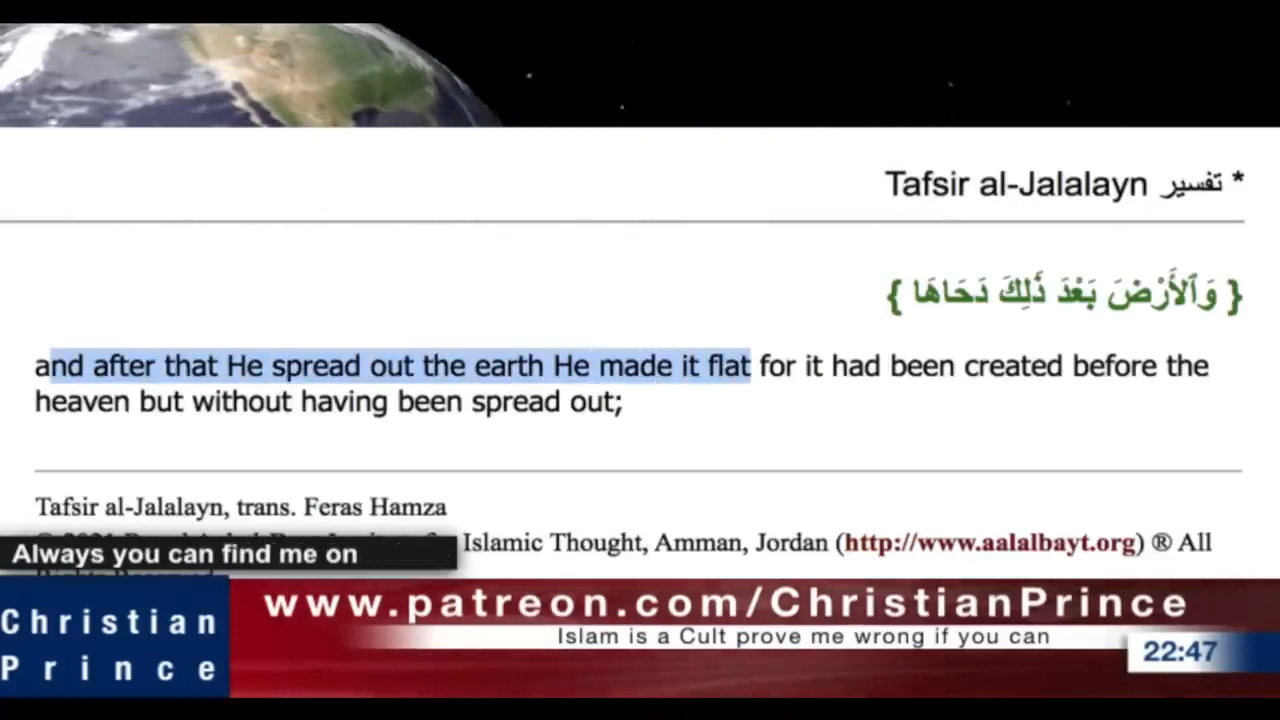 Tafsir al-Jalalayn تفسير *
{ وَٱلأَرْضَ بَعْدَ ذَلِكَ دَحَاهَا }
and after that He spread out the earth He made it flat for it had been created before the
heaven but without having been spread out;
Tafsir al-Jalalayn, trans. Feras Hamza
Islamic Thought, Amman, Jordan (http://www.aalalbayt.org) ® All
Always you can find me on
Christian
Prince
www.patreon.com/ChristianPrince
Islam is a Cult prove me wrong if you can
22:47